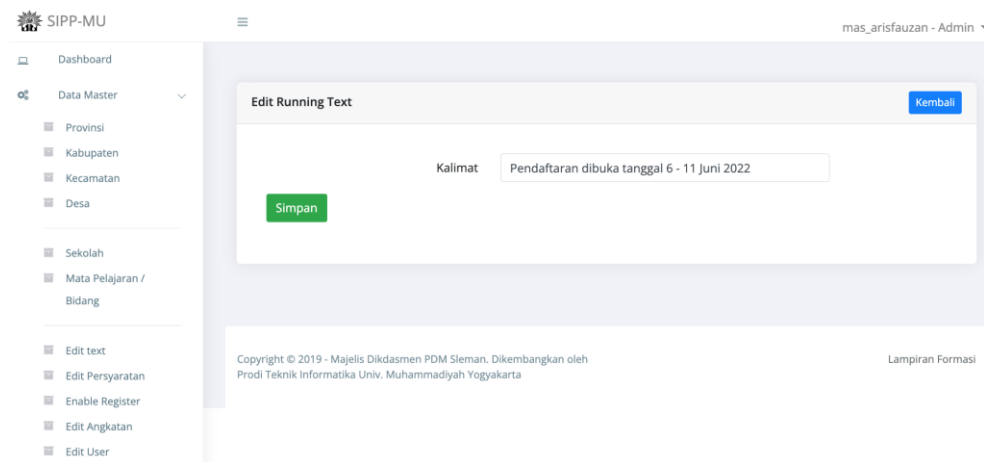 SIPP-MU
mas_arisfauzan - Admin
Dashboard
Data Master
Provinsi
Kabupaten
Kecamatan
Desa
Sekolah
Mata Pelajaran /
Bidang
Edit text
Edit Persyaratan
Enable Register
Edit Angkatan
Edit User
Edit Running Text
Kembali
Kalimat
Pendaftaran dibuka tanggal 6 - 11 Juni 2022
Simpan
Copyright © 2019 - Majelis Dikdasmen PDM Sleman. Dikembangkan oleh
Prodi Teknik Informatika Univ. Muhammadiyah Yogyakarta
Lampiran Formasi